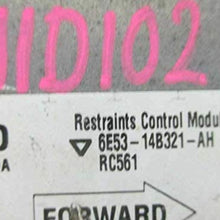 11D102
Restraints Control Modu
6E53-14B321-AH
RC561
FORWARD